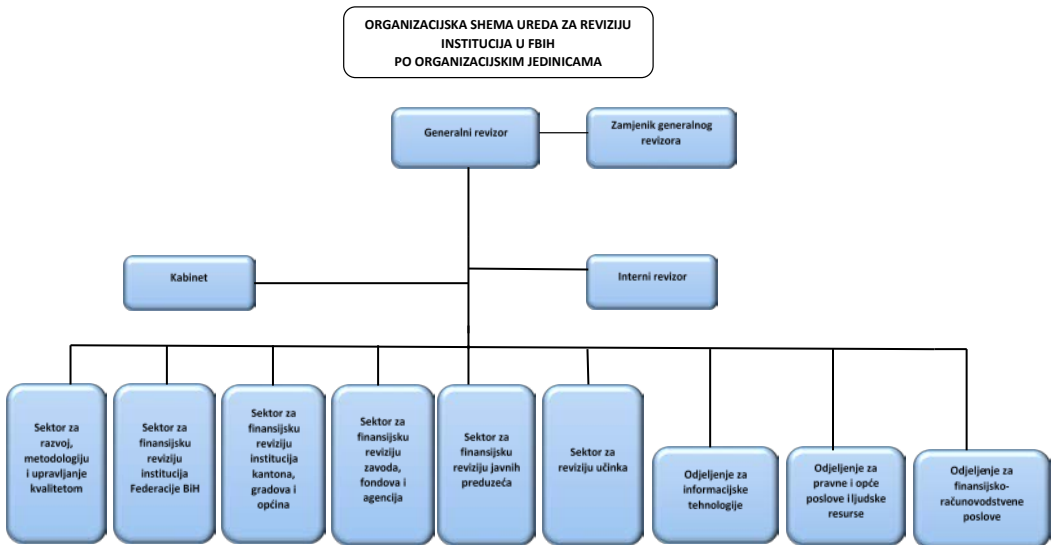 ORGANIZACIJSKA SHEMA UREDA ZA REVIZIJU
INSTITUCIJA U FBIH
PO ORGANIZACIJSKIM JEDINICAMA
Generalni revizor
Zamjenik generalnog
revizora
Kabinet
Interni revizor
Sektor za
razvoj,
metodologiju
i upravljanje
kvalitetom
Sektor za
finansijsku
reviziju
institucija
Federacije BiH
Sektor za
finansijsku
reviziju
institucija
kantona,
gradova i
općina
Sektor za
finansijsku
reviziju
zavoda,
fondova i
agencija
Sektor za
finansijsku
reviziju javnih
preduzeća
Sektor za
reviziju učinka
Odjeljenje za
informacijske
tehnologije
Odjeljenje za
pravne i opće
poslove i ljudske
resurse
Odjeljenje za
finansijsko-
računovodstvene
poslove